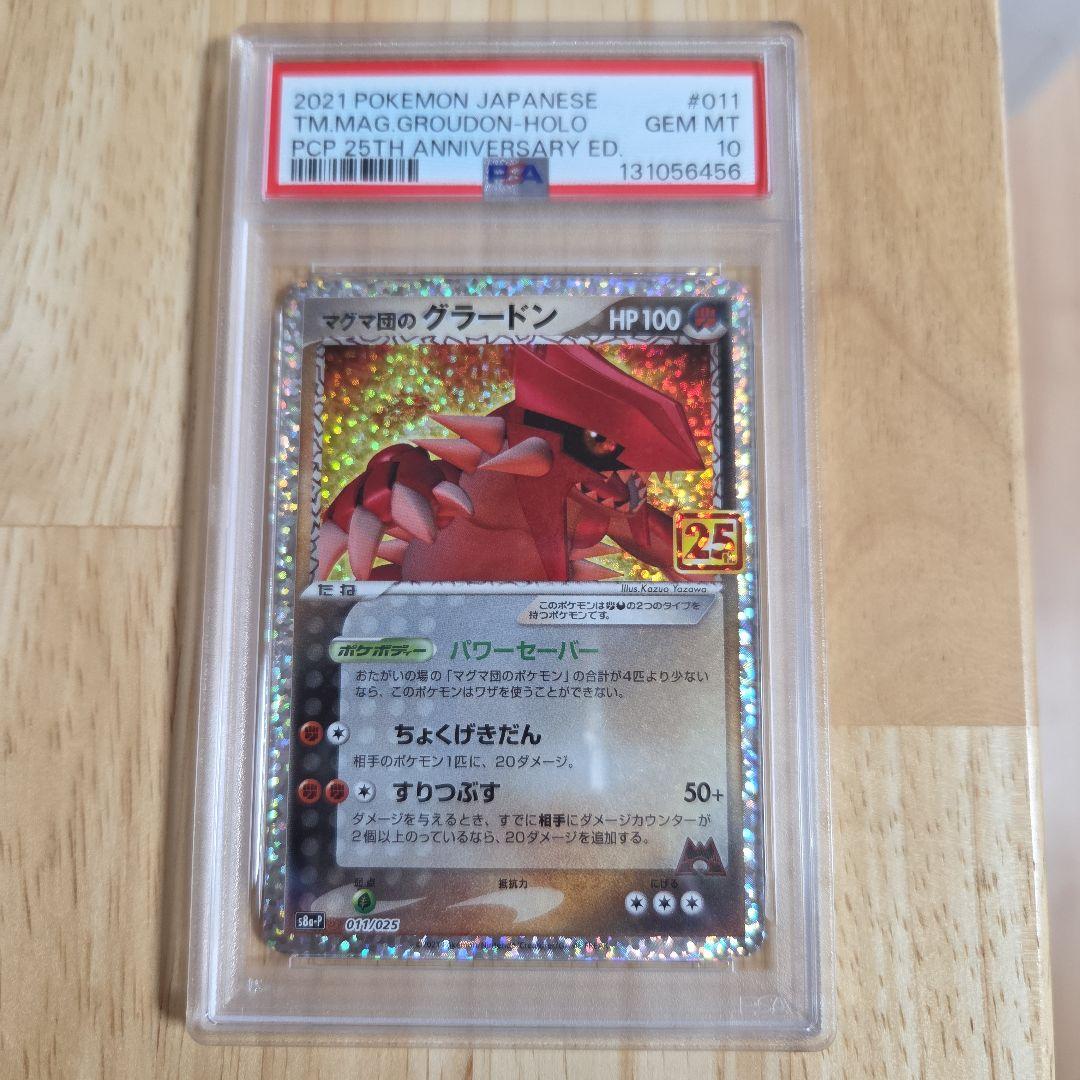 2021 POKEMON JAPANESE #011
TM.MAG.GROUDON-HOLO GEM MT
PCP 25TH ANNIVERSARY ED. 10
PSA 131056456
マグマ団の グラードン HP100
25
たね
Illus.Kazuo Yazawa
このポケモンは の2つのタイプを
持つポケモンです。
ポケボディー パワーセーバー
おたがいの場の「マグマ団のポケモン」の合計が4匹より少ない
なら、このポケモンはワザを使うことができない。
ちょくげきだん
相手のポケモン1匹に、20ダメージ。
すりつぶす 50+
ダメージを与えるとき、すでに相手にダメージカウンターが
2個以上のっているなら、20ダメージを追加する。
弱点 抵抗力 にげる
s8a-P 011/025
PSA